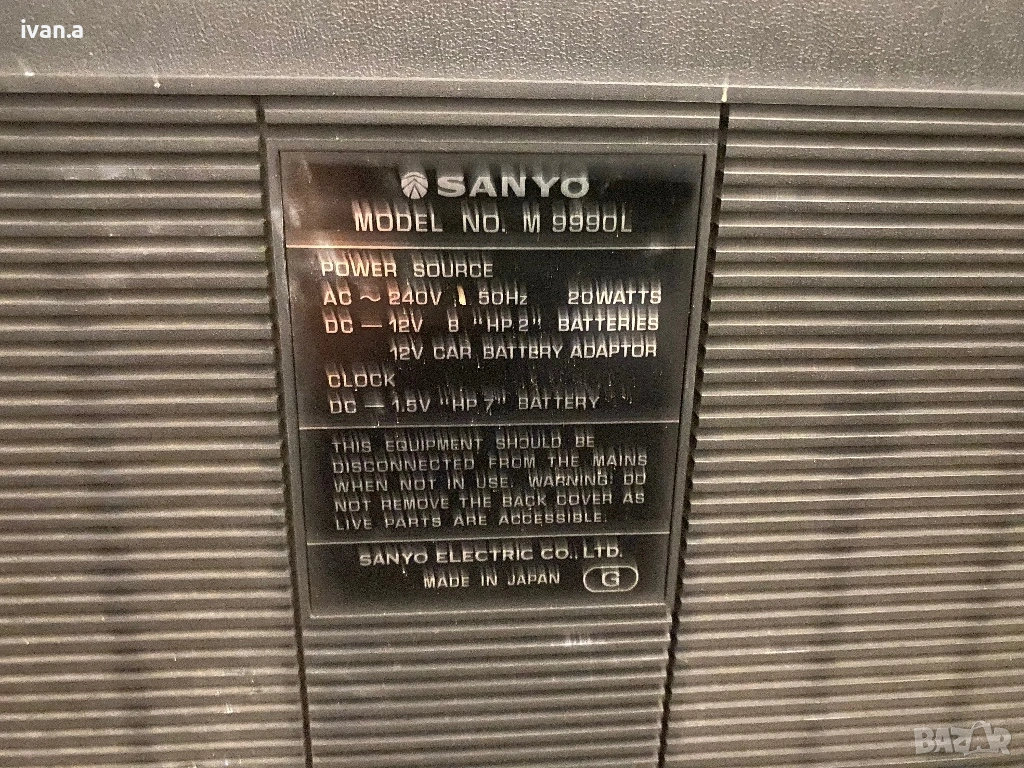 ivan.a
SANYO
MODEL NO. M 9990L
POWER SOURCE
AC ~ 240V 50Hz 20WATTS
DC — 12V 8 "HP 2" BATTERIES
12V CAR BATTERY ADAPTOR
CLOCK
DC — 1.5V "HP 7" BATTERY
THIS EQUIPMENT SHOULD BE
DISCONNECTED FROM THE MAINS
WHEN NOT IN USE. WARNING: DO
NOT REMOVE THE BACK COVER AS
LIVE PARTS ARE ACCESSIBLE.
SANYO ELECTRIC CO., LTD.
MADE IN JAPAN G
BAZAR